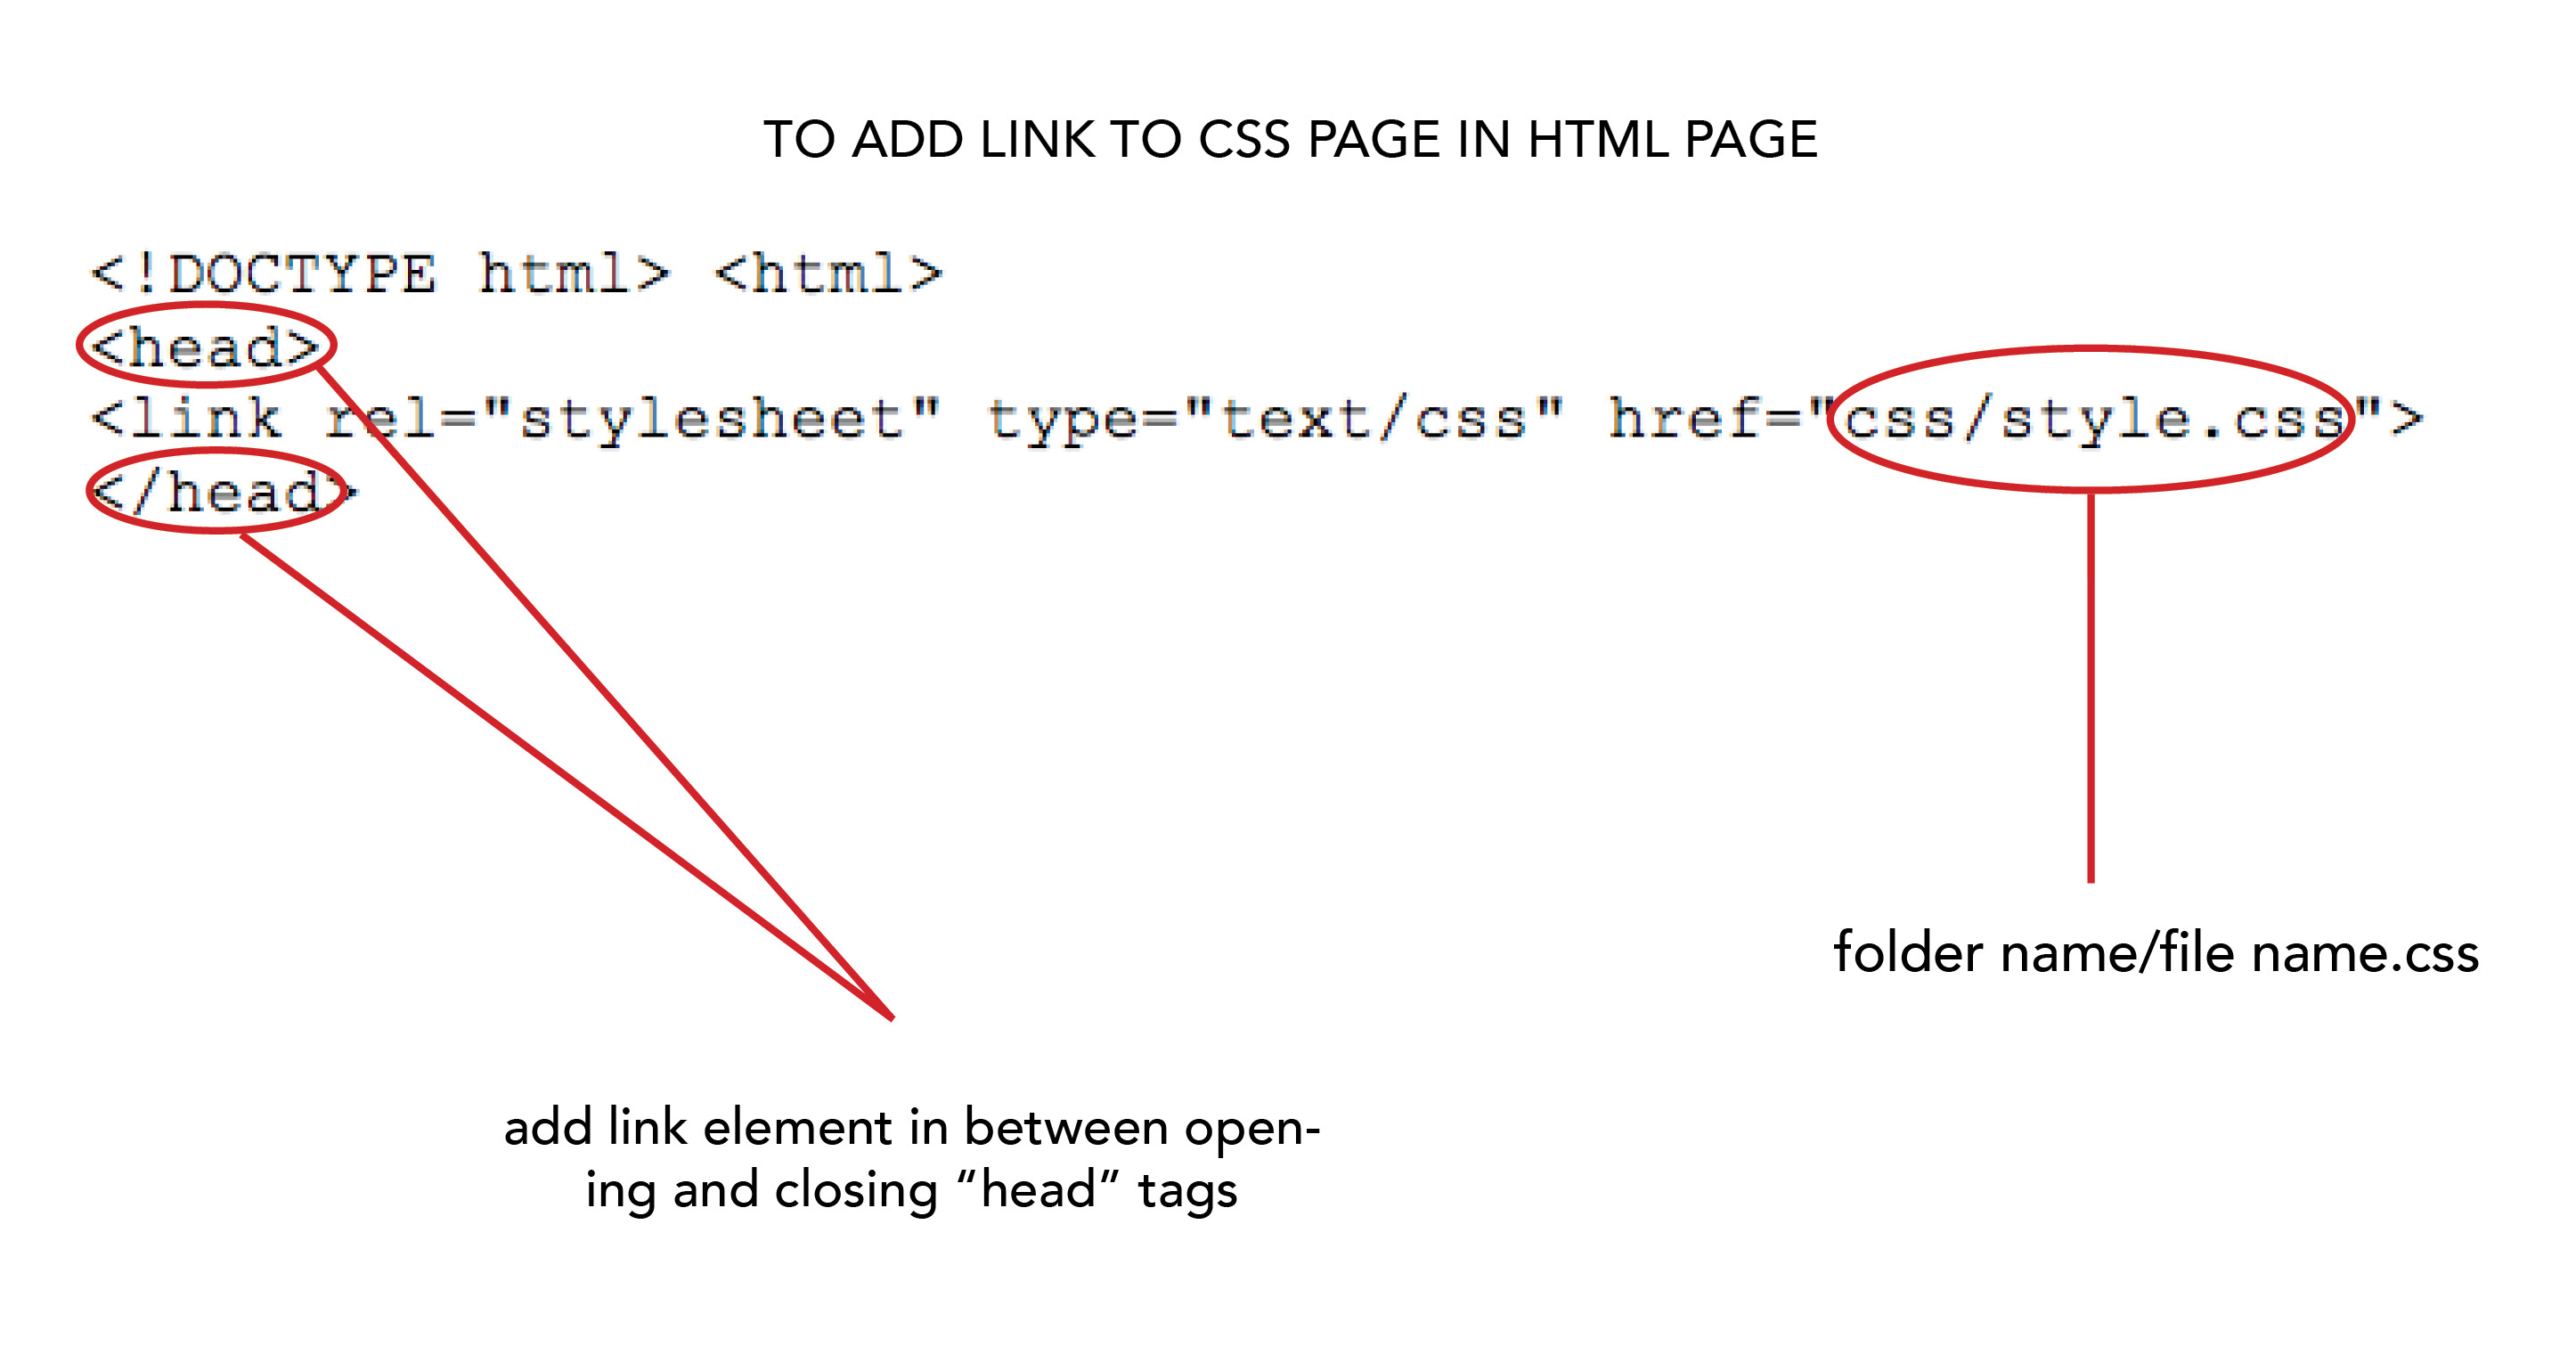 TO ADD LINK TO CSS PAGE IN HTML PAGE
<!DOCTYPE html> <html>
<head>
<link rel="stylesheet" type="text/css" href="css/style.css">
</head>
folder name/file name.css
add link element in between open-
ing and closing “head” tags